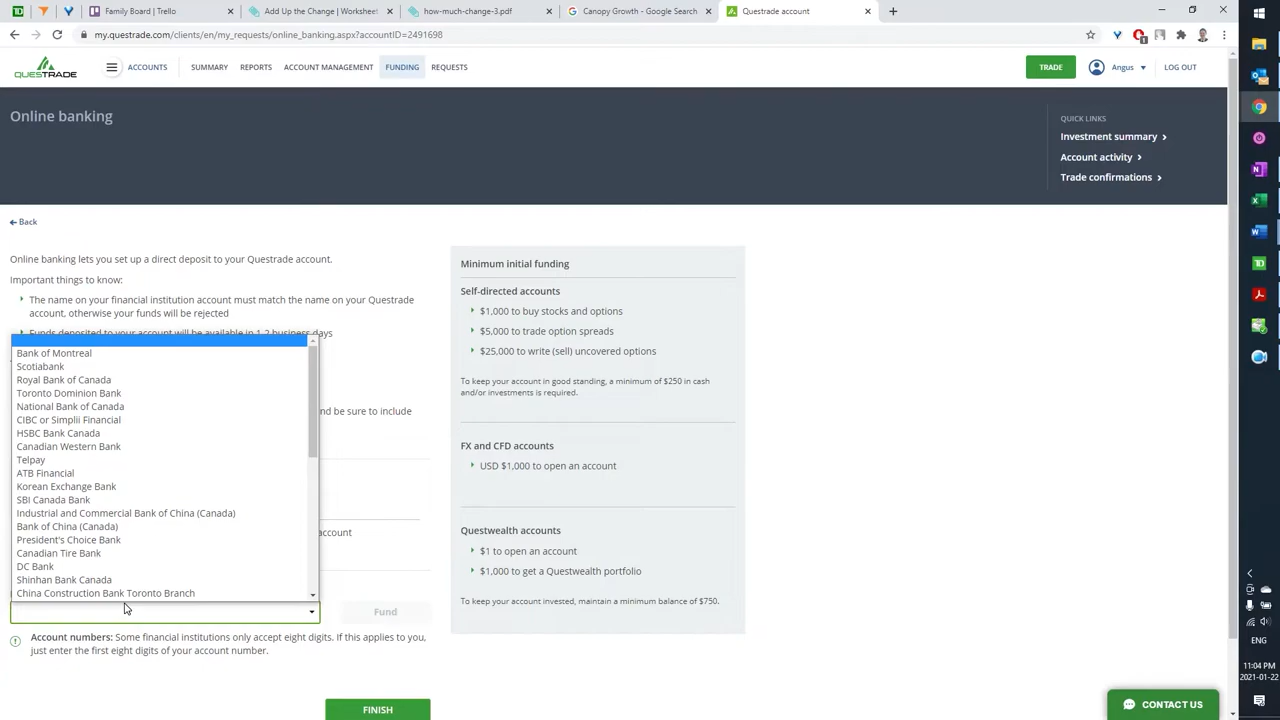 Family Board | Trello
Add Up the Change | Workshe
how-much-change-3.pdf
Canopy Growth - Google Search
Questrade account
my.questrade.com/clients/en/my_requests/online_banking.aspx?accountID=2491698
QUESTRADE
ACCOUNTS
SUMMARY
REPORTS
ACCOUNT MANAGEMENT
FUNDING
REQUESTS
TRADE
Angus
LOG OUT
Online banking
QUICK LINKS
Investment summary
Account activity
Trade confirmations
Back
Online banking lets you set up a direct deposit to your Questrade account.
Important things to know:
The name on your financial institution account must match the name on your Questrade
account, otherwise your funds will be rejected
Funds deposited to your account will be available in 1-2 business days
Bank of Montreal
Scotiabank
Royal Bank of Canada
Toronto Dominion Bank
National Bank of Canada
nd be sure to include
CIBC or Simplii Financial
HSBC Bank Canada
Canadian Western Bank
Telpay
ATB Financial
Korean Exchange Bank
SBI Canada Bank
Industrial and Commercial Bank of China (Canada)
Bank of China (Canada)
account
President's Choice Bank
Canadian Tire Bank
DC Bank
Shinhan Bank Canada
China Construction Bank Toronto Branch
Fund
Account numbers: Some financial institutions only accept eight digits. If this applies to you,
just enter the first eight digits of your account number.
FINISH
Minimum initial funding
Self-directed accounts
$1,000 to buy stocks and options
$5,000 to trade option spreads
$25,000 to write (sell) uncovered options
To keep your account in good standing, a minimum of $250 in cash
and/or investments is required.
FX and CFD accounts
USD $1,000 to open an account
Questwealth accounts
$1 to open an account
$1,000 to get a Questwealth portfolio
To keep your account invested, maintain a minimum balance of $750.
CONTACT US
ENG
11:04 PM
2021-01-22